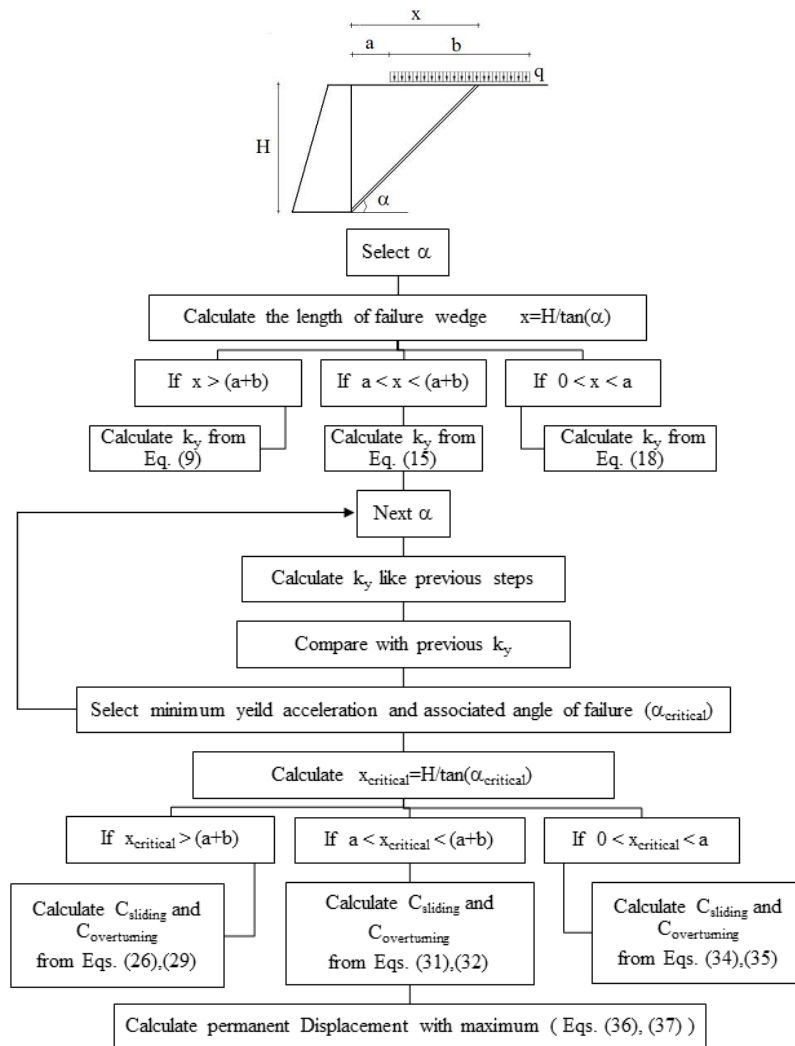 x
a b
q
H
α
Select α
Calculate the length of failure wedge x=H/tan(α)
If x > (a+b)
If a < x < (a+b)
If 0 < x < a
Calculate ky from
Eq. (9)
Calculate ky from
Eq. (15)
Calculate ky from
Eq. (18)
Next α
Calculate ky like previous steps
Compare with previous ky
Select minimum yeild acceleration and associated angle of failure (αcritical)
Calculate xcritical=H/tan(αcritical)
If xcritical > (a+b)
If a < xcritical < (a+b)
If 0 < xcritical < a
Calculate Csliding and
Coverturning
from Eqs. (26),(29)
Calculate Csliding and
Coverturning
from Eqs. (31),(32)
Calculate Csliding and
Coverturning
from Eqs. (34),(35)
Calculate permanent Displacement with maximum ( Eqs. (36), (37) )